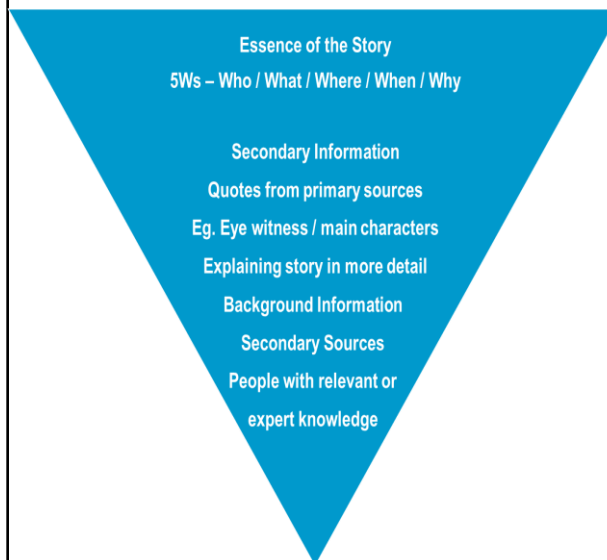 Essence of the Story
5Ws – Who / What / Where / When / Why
Secondary Information
Quotes from primary sources
Eg. Eye witness / main characters
Explaining story in more detail
Background Information
Secondary Sources
People with relevant or
expert knowledge